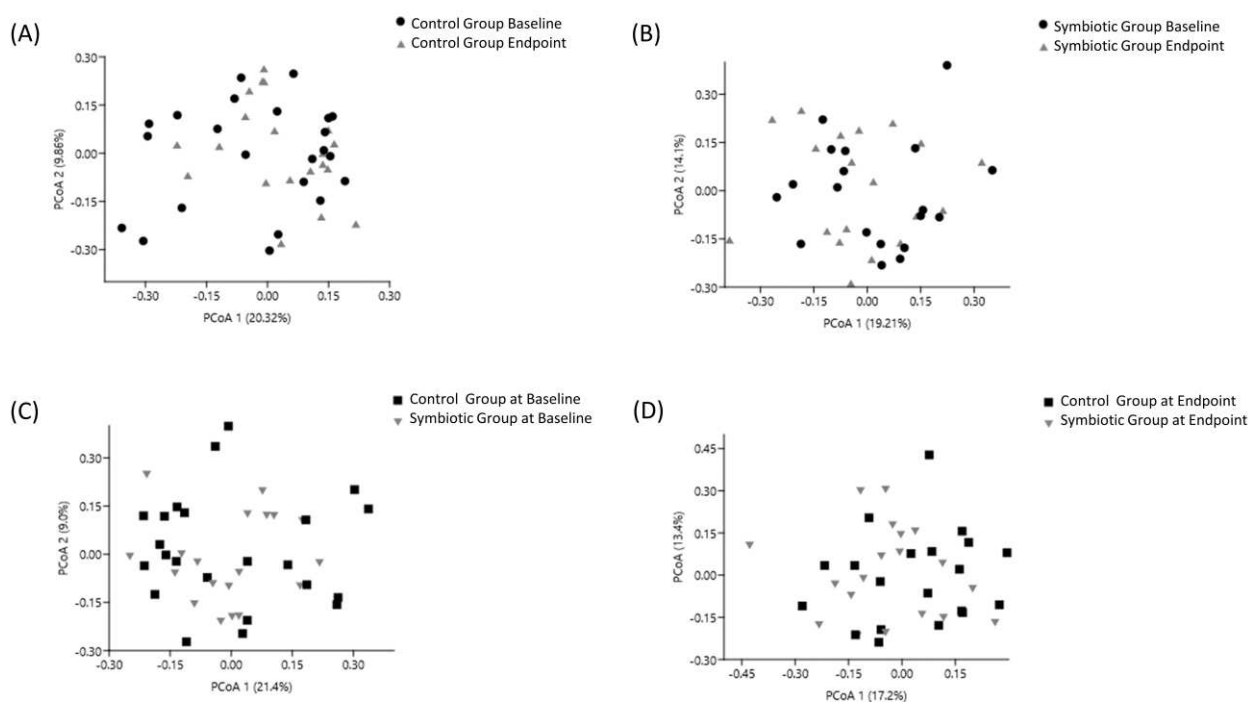 (A)
Control Group Baseline
Control Group Endpoint
0.30
0.15
0.00
-0.15
-0.30
PCoA 2 (9.86%)
-0.30 -0.15 0.00 0.15 0.30
PCoA 1 (20.32%)
(B)
Symbiotic Group Baseline
Symbiotic Group Endpoint
0.30
0.15
0.00
-0.15
-0.30
PCoA 2 (14.1%)
-0.30 -0.15 0.00 0.15 0.30
PCoA 1 (19.21%)
(C)
Control Group at Baseline
Symbiotic Group at Baseline
0.30
0.15
0.00
-0.15
-0.30
PCoA 2 (9.0%)
-0.30 -0.15 0.00 0.15 0.30
PCoA 1 (21.4%)
(D)
Control Group at Endpoint
Symbiotic Group at Endpoint
0.45
0.30
0.15
0.00
-0.15
-0.30
PCoA (13.4%)
-0.45 -0.30 -0.15 0.00 0.15
PCoA 1 (17.2%)